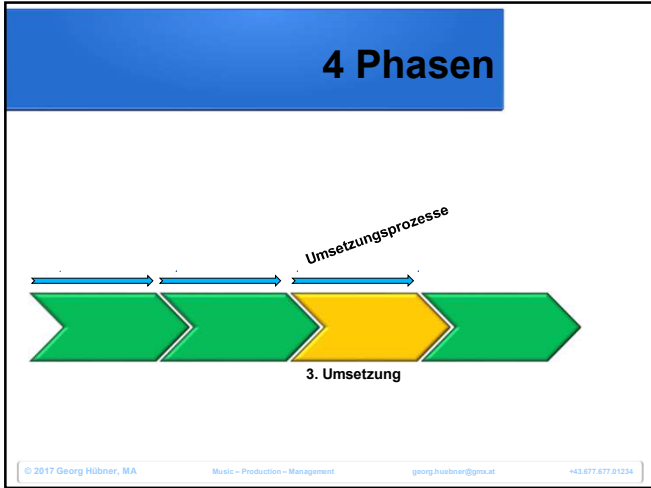 4 Phasen
Umsetzungsprozesse
3. Umsetzung
© 2017 Georg Hübner, MA Music – Production – Management georg.huebner@gmx.at +43.677.677.01234